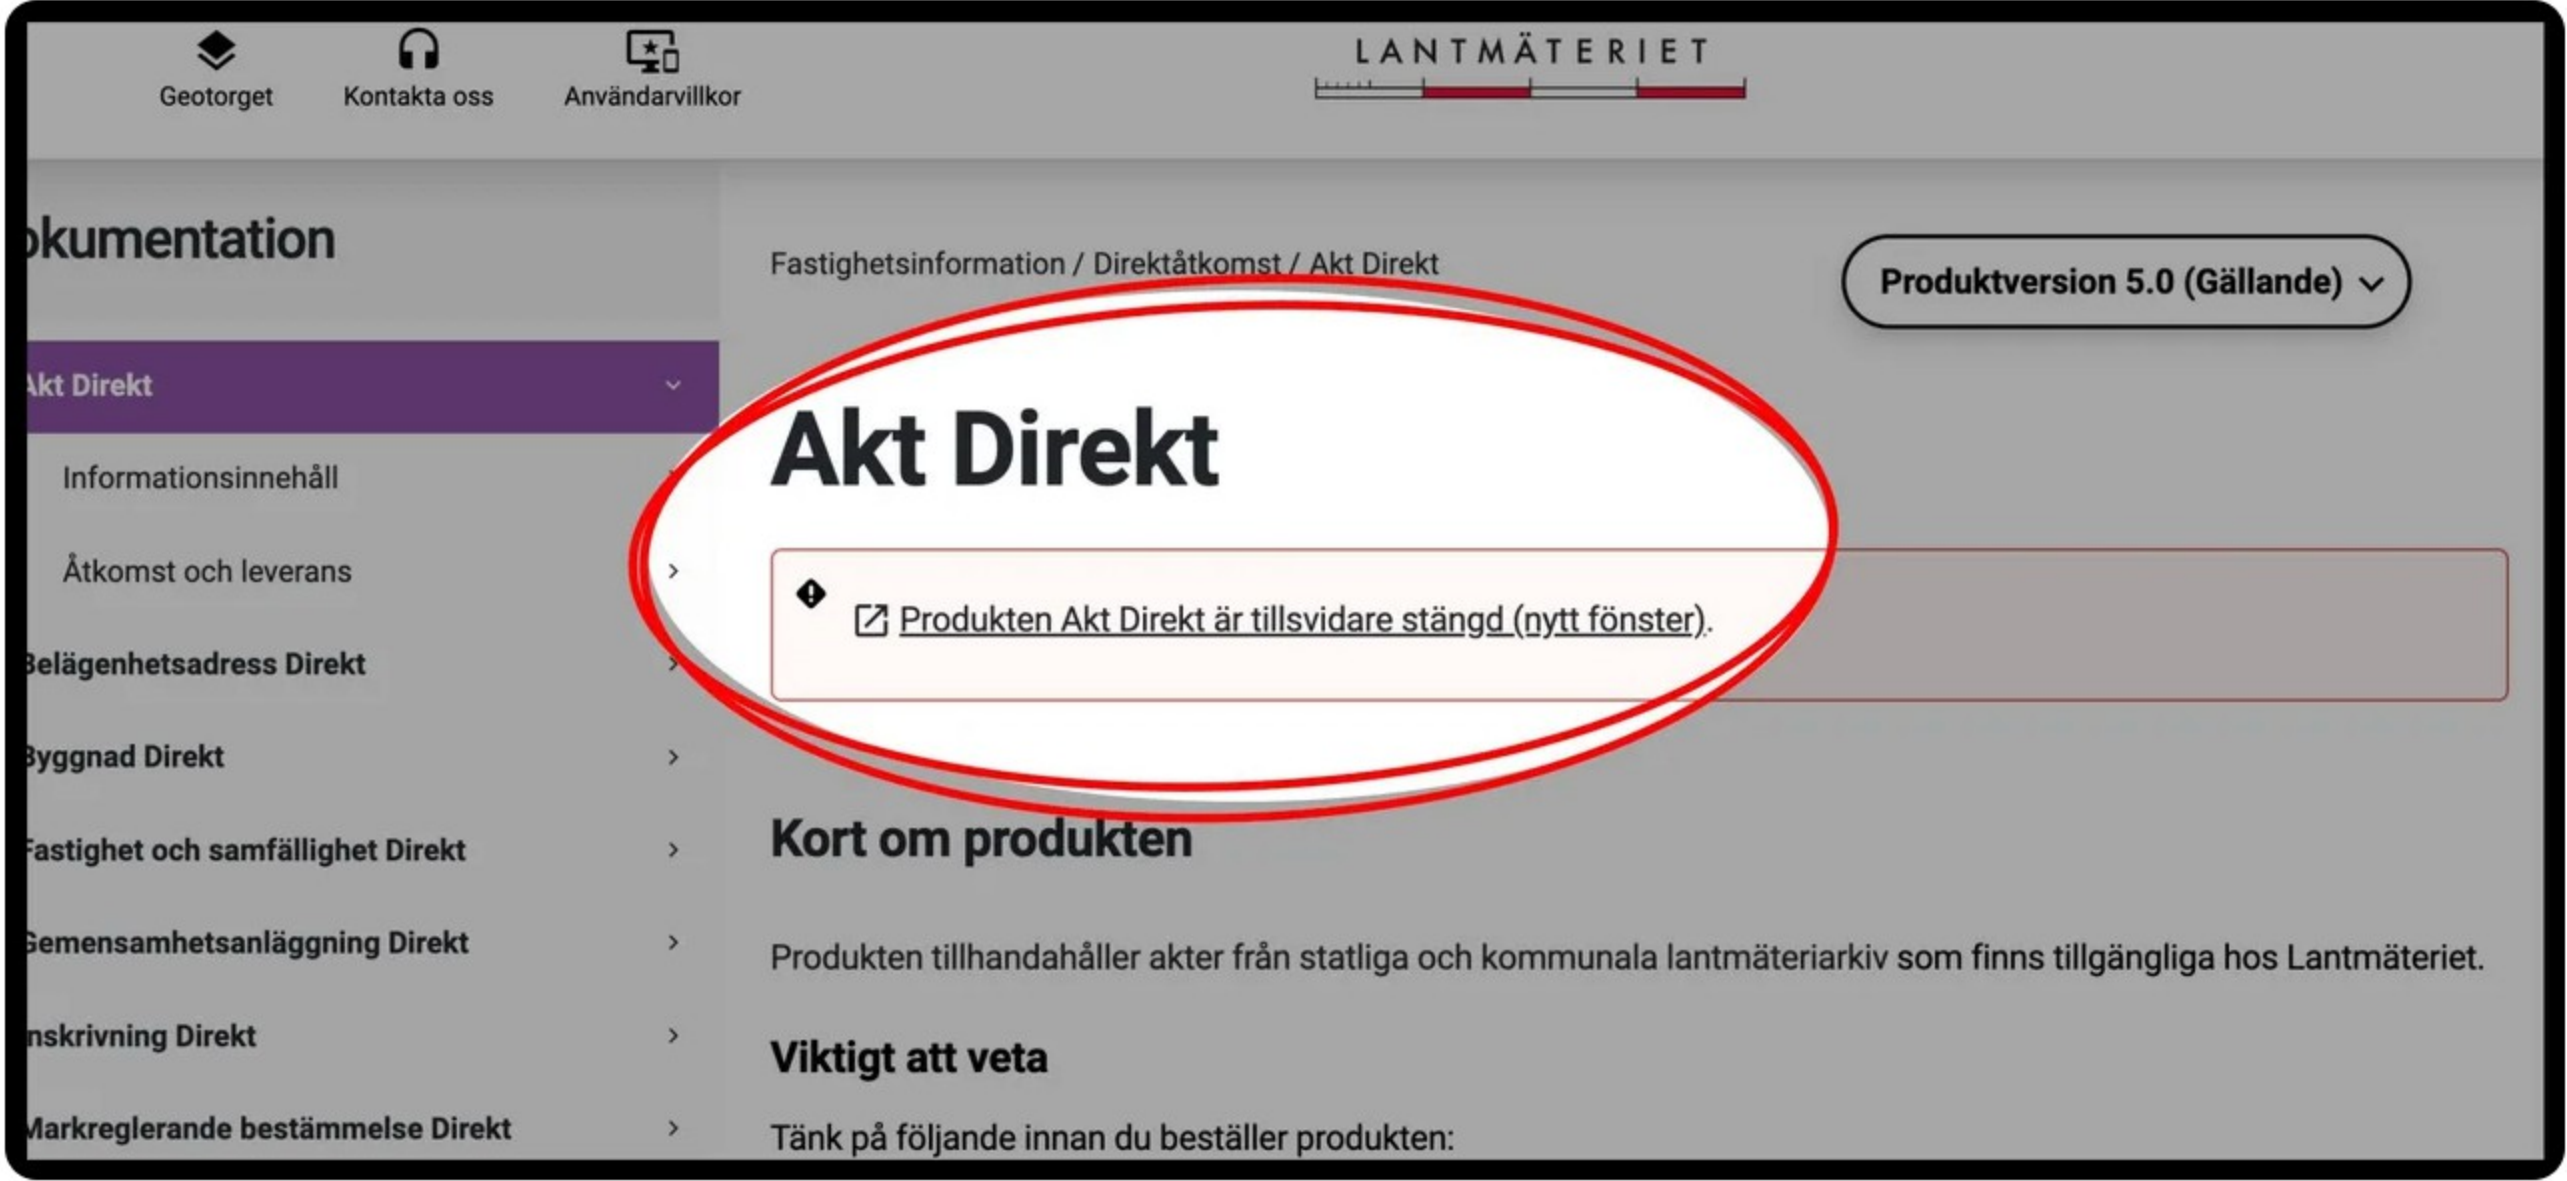 Geotorget
Kontakta oss
Användarvillkor
LANTMÄTERIET
okumentation
Akt Direkt
Informationsinnehåll
Åtkomst och leverans
Belägenhetsadress Direkt
Byggnad Direkt
Fastighet och samfällighet Direkt
Gemensamhetsanläggning Direkt
nskrivning Direkt
Markreglerande bestämmelse Direkt
Fastighetsinformation / Direktåtkomst / Akt Direkt
Produktversion 5.0 (Gällande)
Akt Direkt
Produkten Akt Direkt är tillsvidare stängd (nytt fönster).
Kort om produkten
Produkten tillhandahåller akter från statliga och kommunala lantmäteriarkiv som finns tillgängliga hos Lantmäteriet.
Viktigt att veta
Tänk på följande innan du beställer produkten: